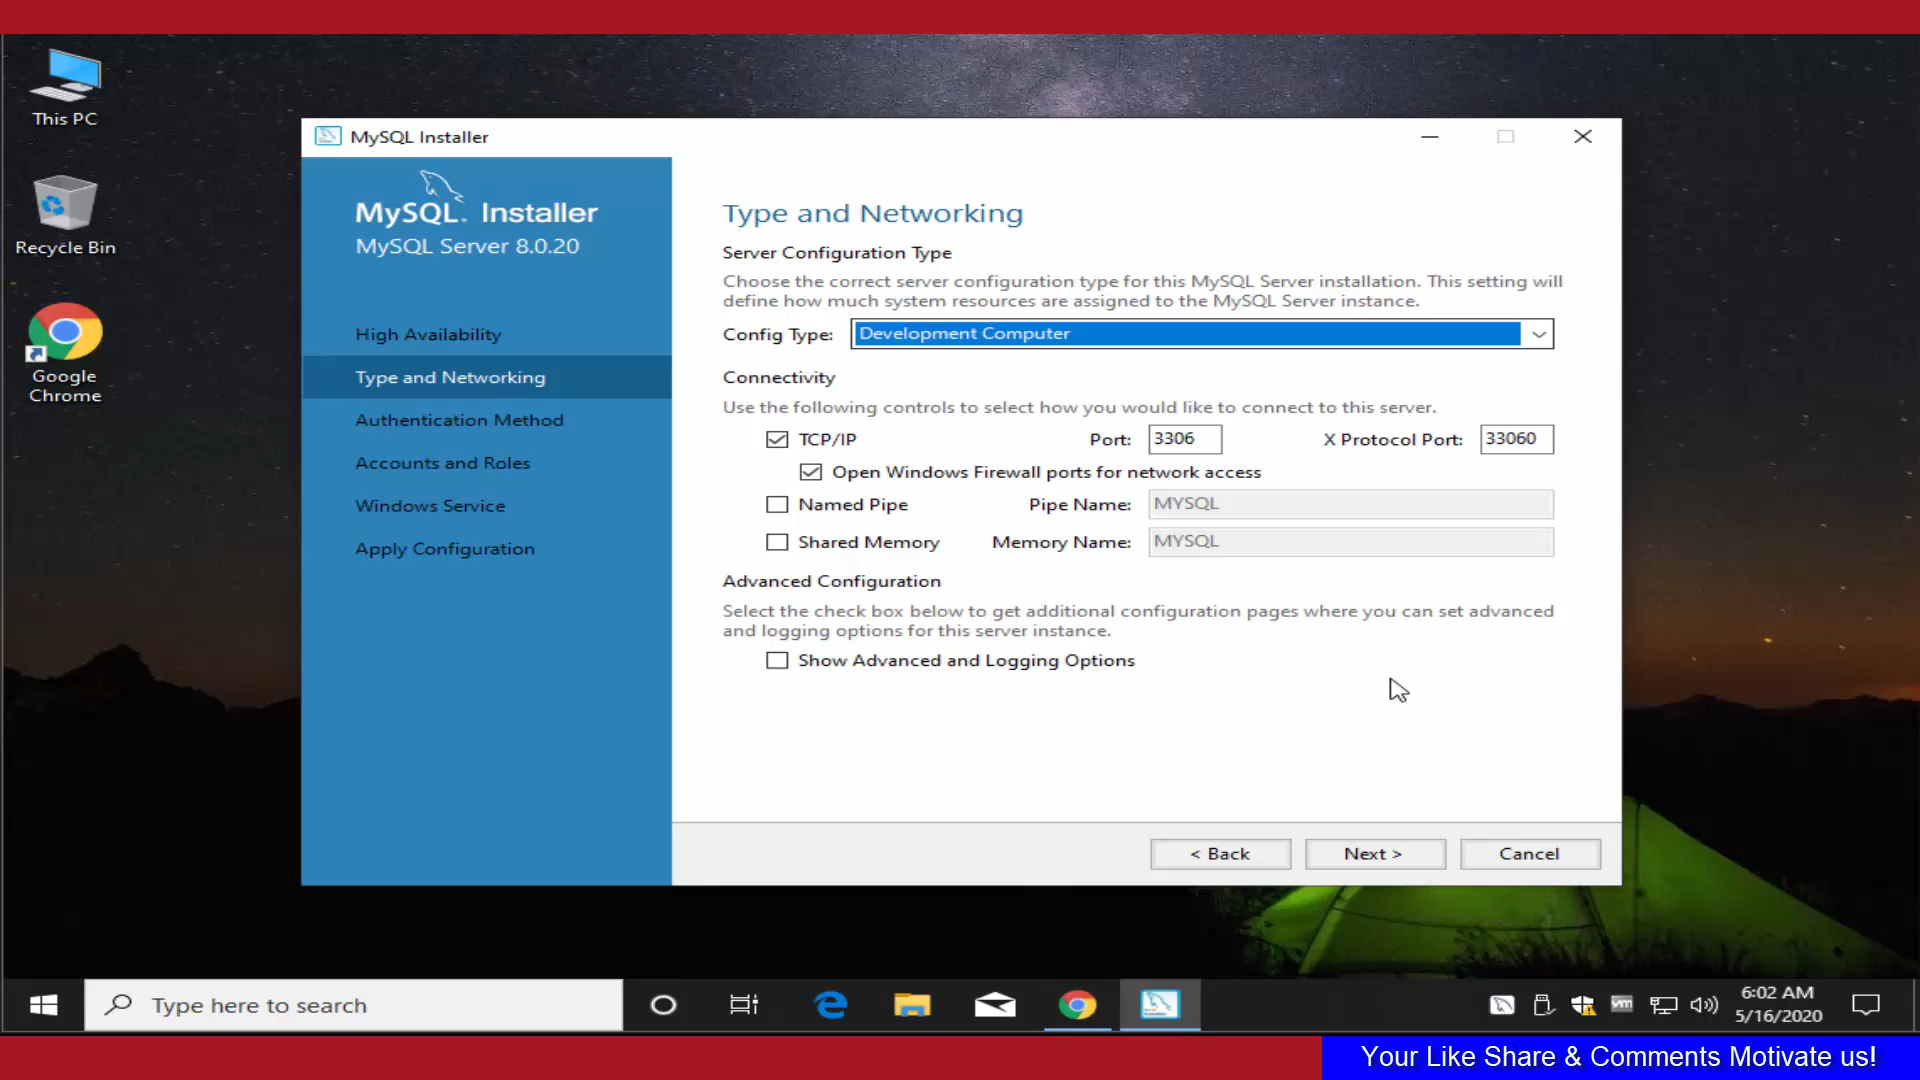 This PC
Recycle Bin
Google
Chrome
MySQL Installer
MySQL. Installer
MySQL Server 8.0.20
High Availability
Type and Networking
Authentication Method
Accounts and Roles
Windows Service
Apply Configuration
Type and Networking
Server Configuration Type
Choose the correct server configuration type for this MySQL Server installation. This setting will
define how much system resources are assigned to the MySQL Server instance.
Config Type: Development Computer
Connectivity
Use the following controls to select how you would like to connect to this server.
TCP/IP Port: 3306 X Protocol Port: 33060
Open Windows Firewall ports for network access
Named Pipe Pipe Name: MYSQL
Shared Memory Memory Name: MYSQL
Advanced Configuration
Select the check box below to get additional configuration pages where you can set advanced
and logging options for this server instance.
Show Advanced and Logging Options
< Back Next > Cancel
Type here to search
vm
6:02 AM
5/16/2020
Your Like Share & Comments Motivate us!